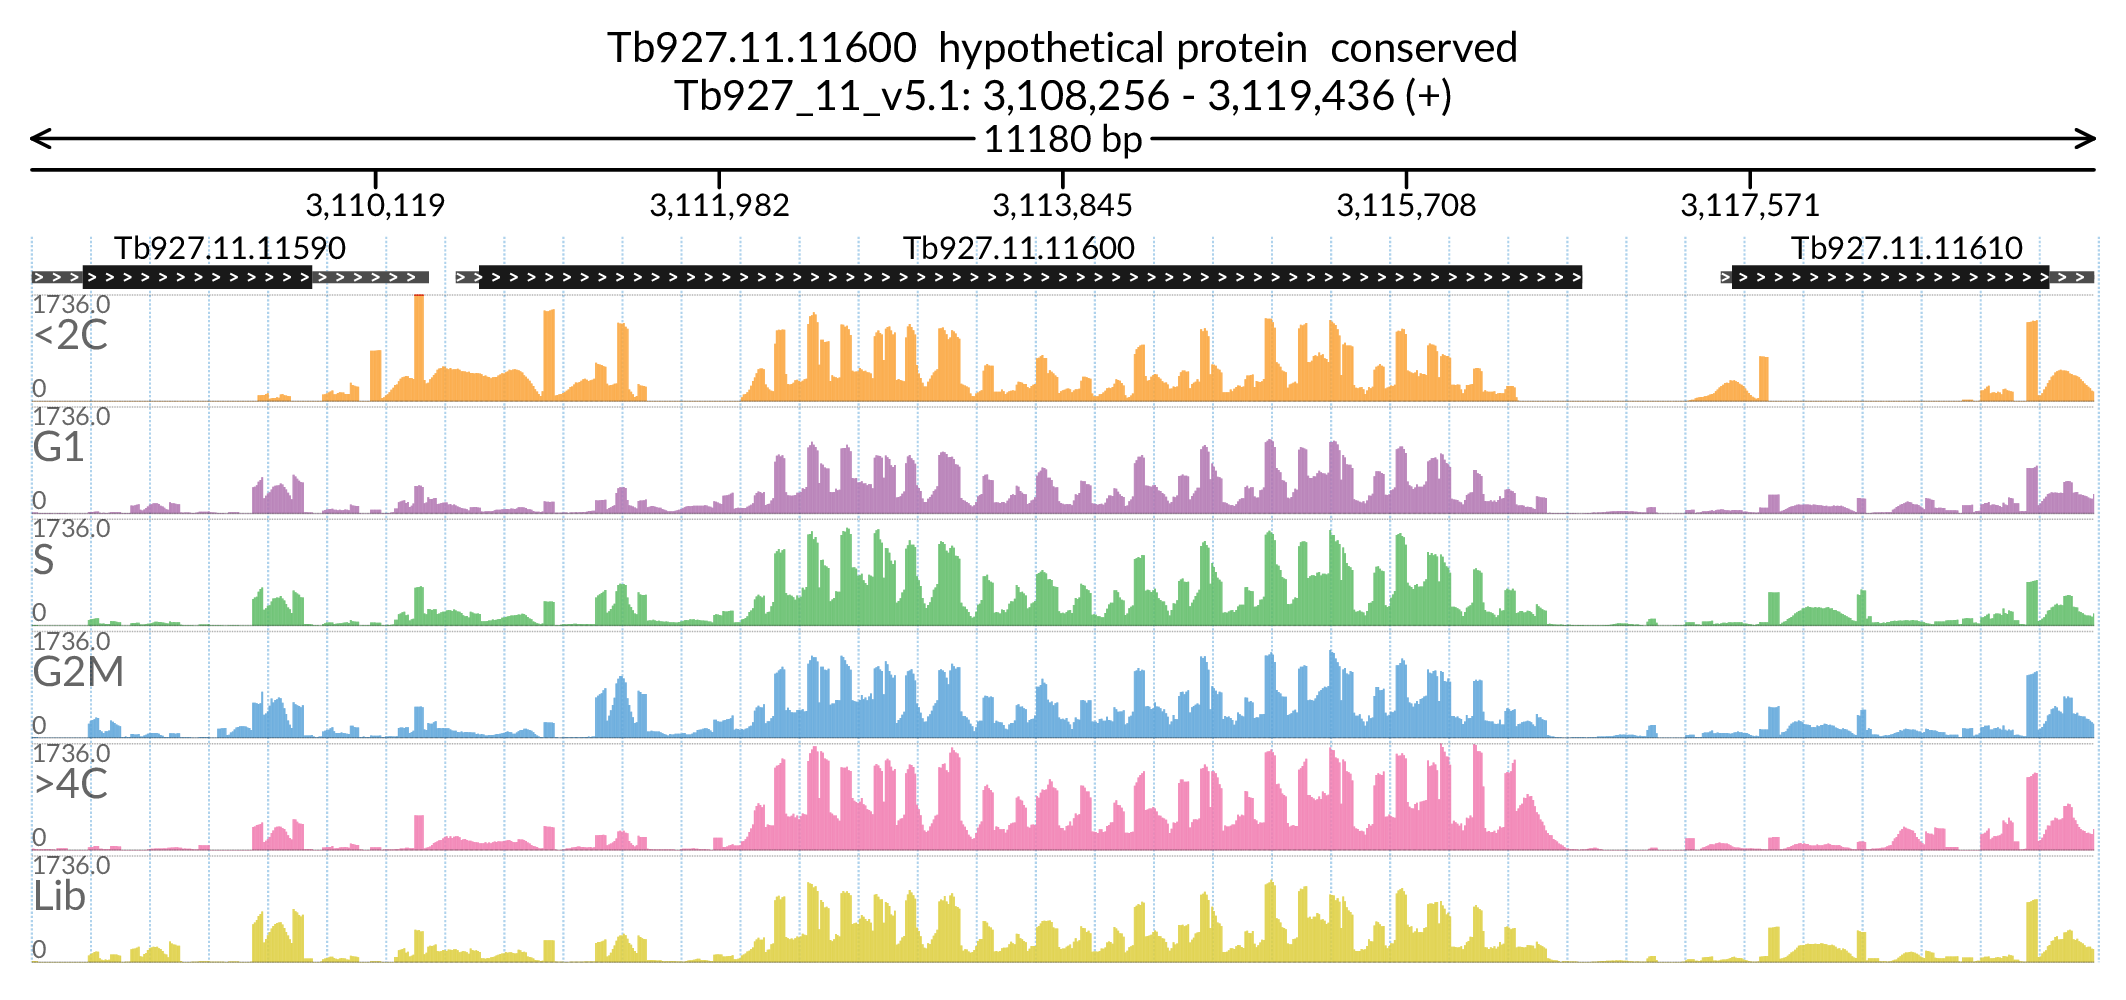 Tb927.11.11600  hypothetical protein  conserved
Tb927_11_v5.1: 3,108,256 - 3,119,436 (+)
11180 bp
3,110,119 3,111,982 3,113,845 3,115,708 3,117,571
Tb927.11.11590 Tb927.11.11600 Tb927.11.11610
1736.0
<2C
0
1736.0
G1
0
1736.0
S
0
1736.0
G2M
0
1736.0
>4C
0
1736.0
Lib
0